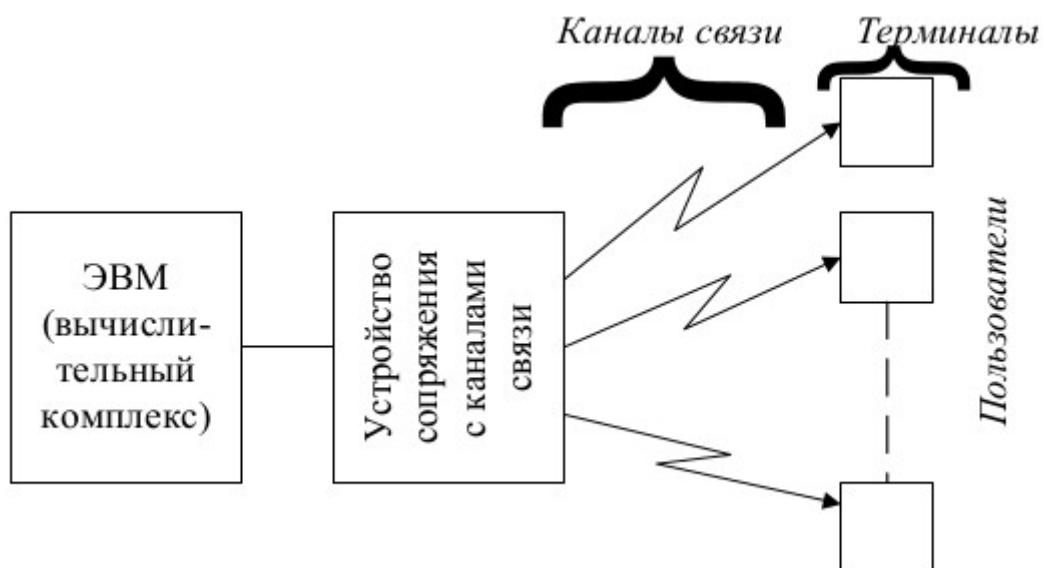 Каналы связи
Терминалы
ЭВМ
(вычисли-
тельный
комплекс)
Устройство
сопряжения
с каналами
связи
Пользователи